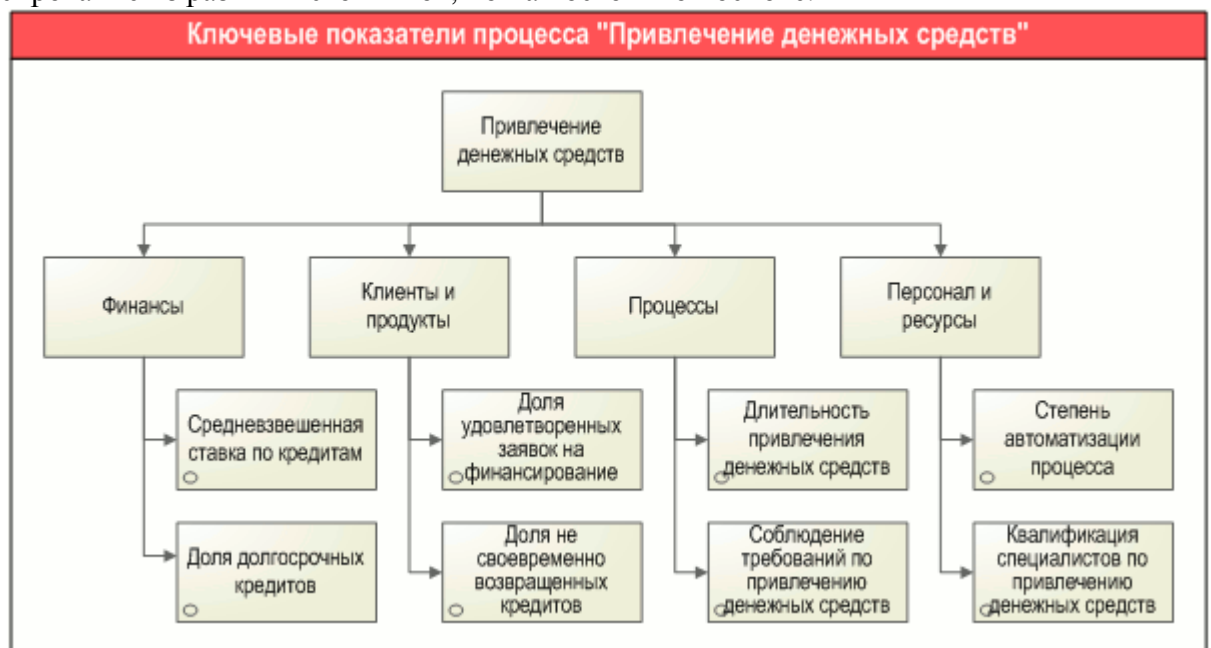 Ключевые показатели процесса "Привлечение денежных средств"
Привлечение
денежных средств
Финансы
Клиенты и
продукты
Процессы
Персонал и
ресурсы
Средневзвешенная
ставка по кредитам
Доля
удовлетворенных
заявок на
финансирование
Длительность
привлечения
денежных средств
Степень
автоматизации
процесса
Доля долгосрочных
кредитов
Доля не
своевременно
возвращенных
кредитов
Соблюдение
требований по
привлечению
денежных средств
Квалификация
специалистов по
привлечению
денежных средств